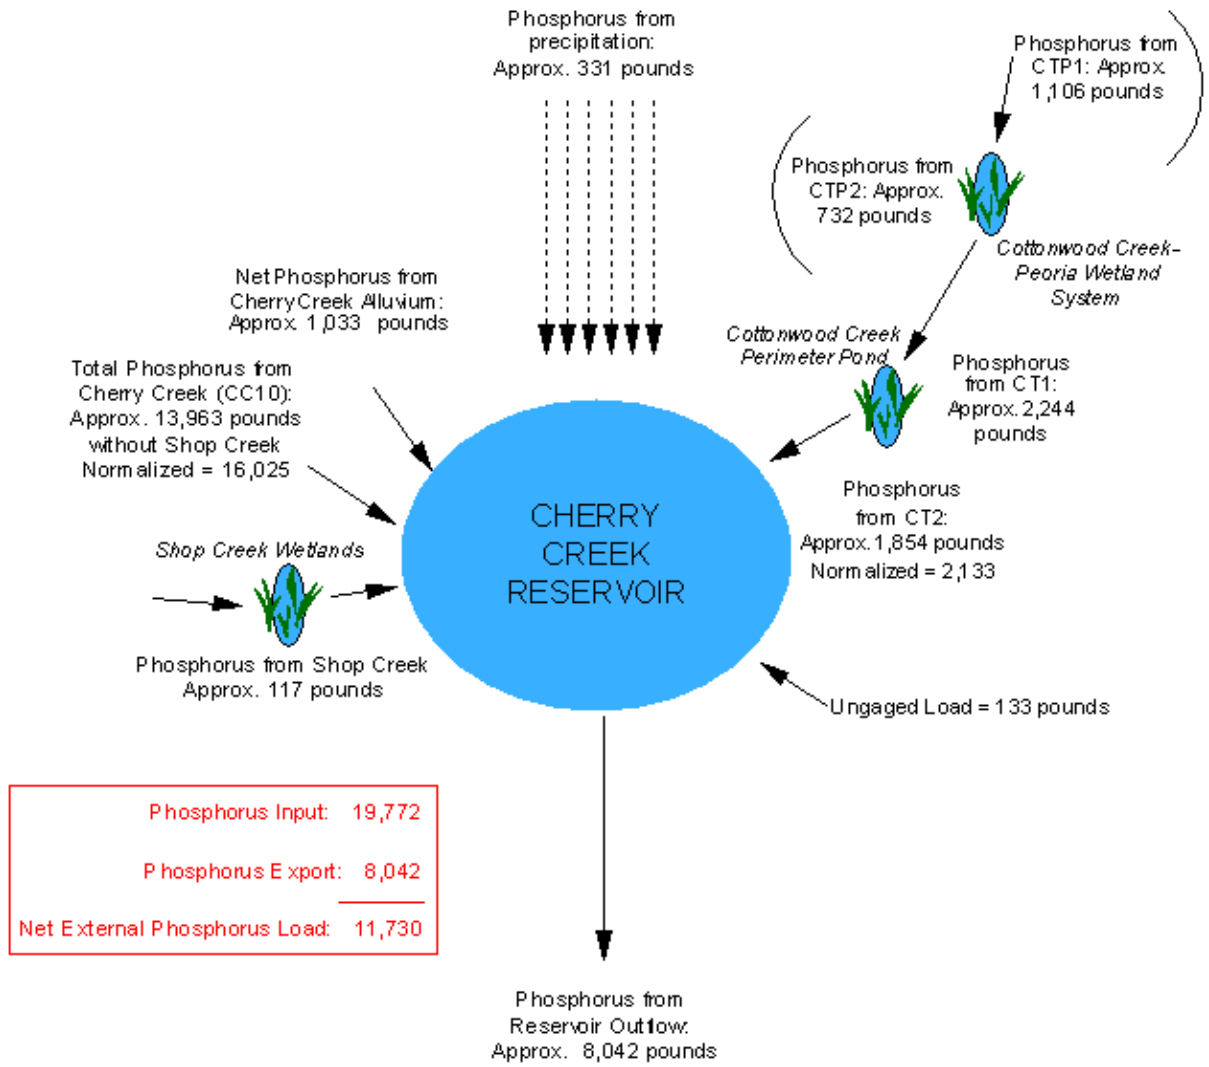 Phosphorus from
precipitation:
Approx. 331 pounds
Phosphorus from
CTP1: Approx.
1,106 pounds
Phosphorus from
CTP2: Approx.
732 pounds
Cottonwood Creek-
Peoria Wetland
System
Net Phosphorus from
Cherry Creek Alluvium:
Approx. 1,033 pounds
Cottonwood Creek
Perimeter Pond
Total Phosphorus from
Cherry Creek (CC10):
Approx. 13,963 pounds
without Shop Creek
Normalized = 16,025
Phosphorus
from CT1:
Approx. 2,244
pounds
Phosphorus
from CT2:
Approx. 1,854 pounds
Normalized = 2,133
CHERRY
CREEK
RESERVOIR
Shop Creek Wetlands
Phosphorus from Shop Creek
Approx. 117 pounds
Ungaged Load = 133 pounds
Phosphorus Input: 19,772
Phosphorus Export: 8,042
Net External Phosphorus Load: 11,730
Phosphorus from
Reservoir Outflow:
Approx. 8,042 pounds